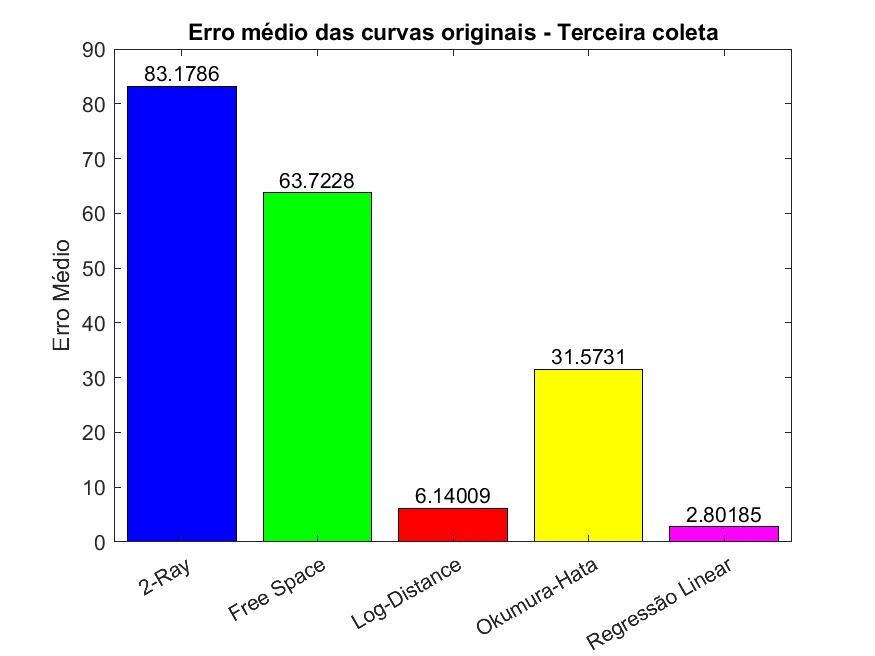 Erro médio das curvas originais - Terceira coleta
Erro Médio
90
80
70
60
50
40
30
20
10
0
83.1786
63.7228
6.14009
31.5731
2.80185
2-Ray
Free Space
Log-Distance
Okumura-Hata
Regressão Linear